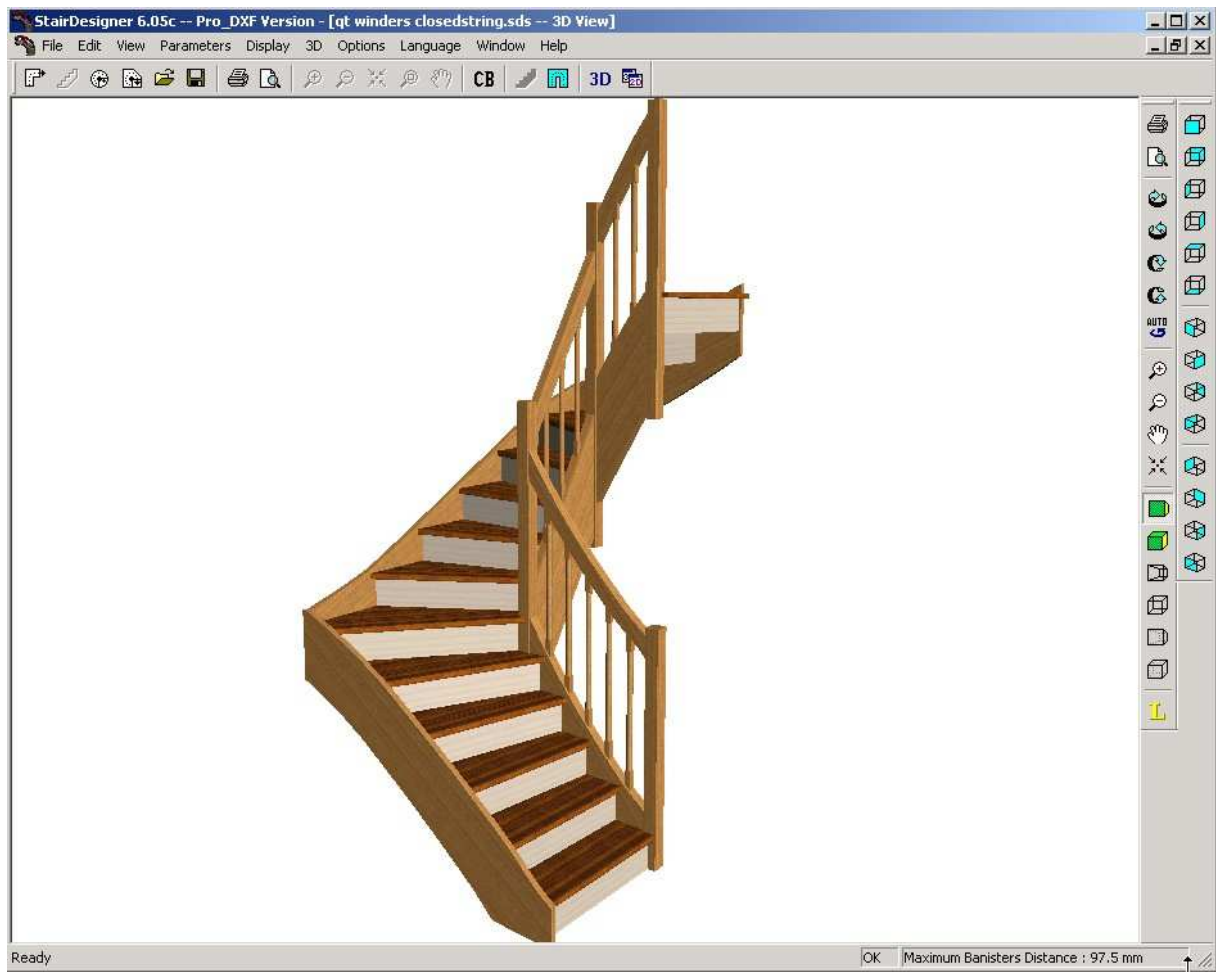 StairDesigner 6.05c -- Pro_DXF Version - [qt winders closedstring.sds -- 3D View]
File Edit View Parameters Display 3D Options Language Window Help
CB 3D 2D
AUTO
L
Ready OK Maximum Banisters Distance : 97.5 mm